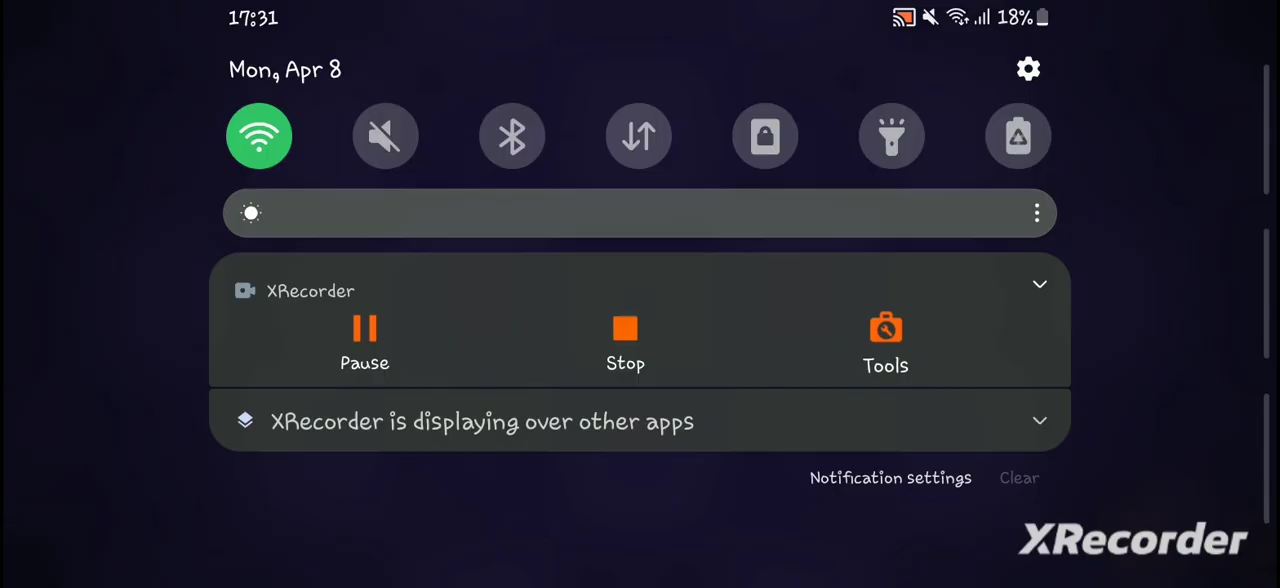 17:31
18%
Mon, Apr 8
XRecorder
Pause
Stop
Tools
XRecorder is displaying over other apps
Notification settings
Clear
XRecorder